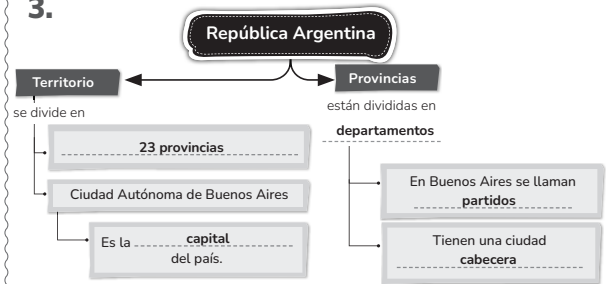 3.
República Argentina
Territorio
se divide en
23 provincias
Ciudad Autónoma de Buenos Aires
Es la capital
del país.
Provincias
están divididas en
departamentos
En Buenos Aires se llaman
partidos
Tienen una ciudad
cabecera